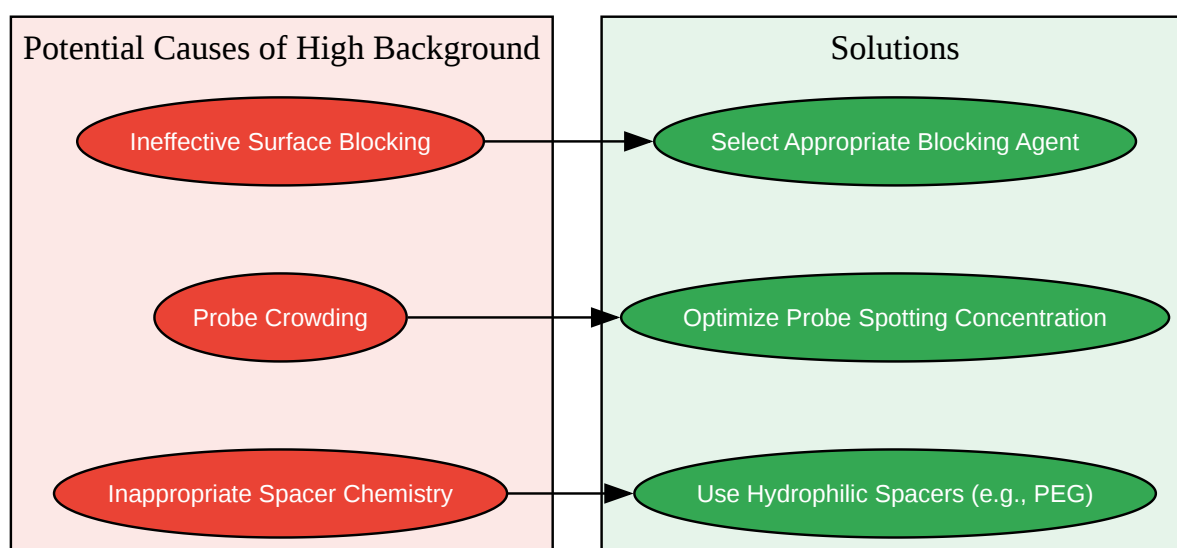 Potential Causes of High Background
Solutions
Ineffective Surface Blocking
Select Appropriate Blocking Agent
Probe Crowding
Optimize Probe Spotting Concentration
Inappropriate Spacer Chemistry
Use Hydrophilic Spacers (e.g., PEG)